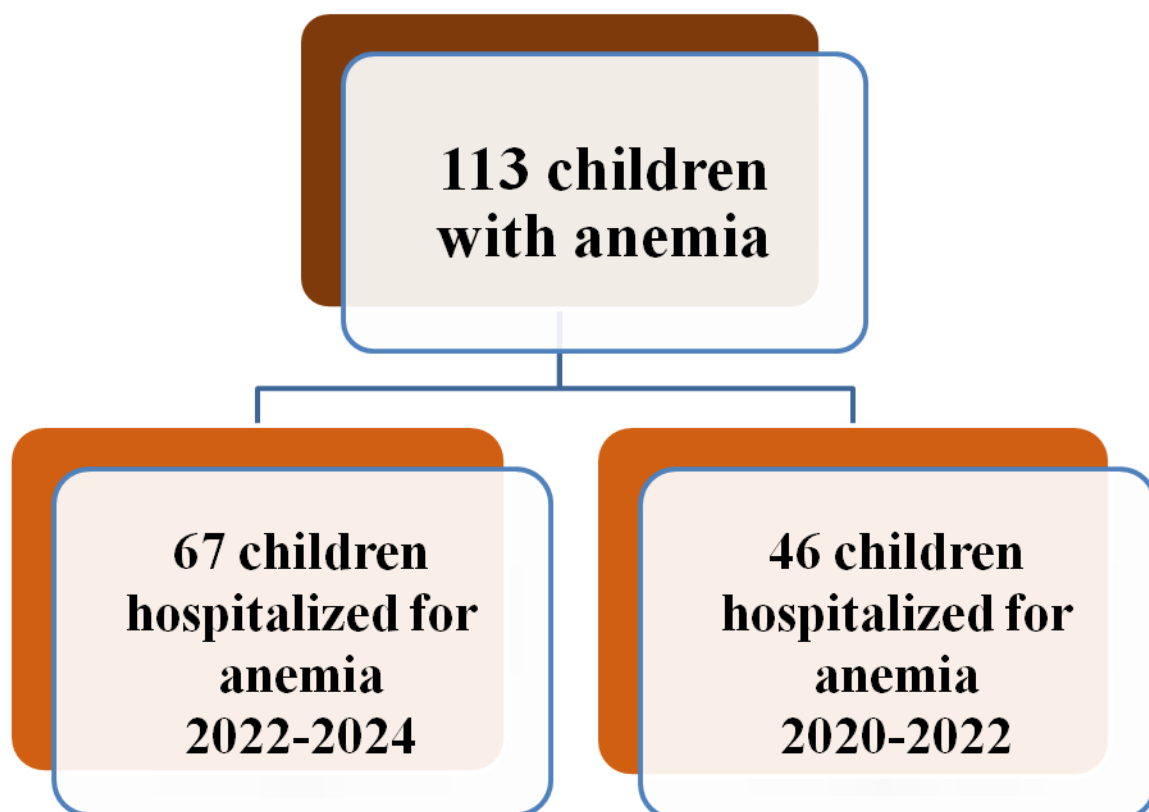 113 children
with anemia
67 children
hospitalized for
anemia
2022-2024
46 children
hospitalized for
anemia
2020-2022